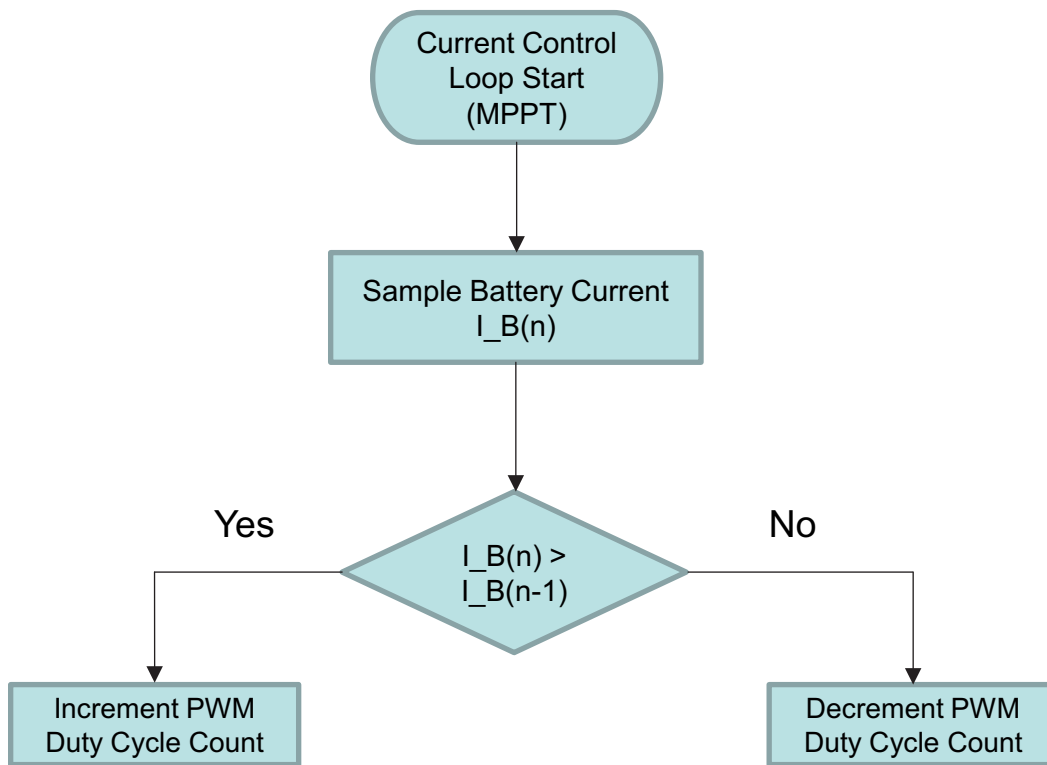 Current Control
Loop Start
(MPPT)
Sample Battery Current
I_B(n)
Yes
No
I_B(n) >
I_B(n-1)
Increment PWM
Duty Cycle Count
Decrement PWM
Duty Cycle Count